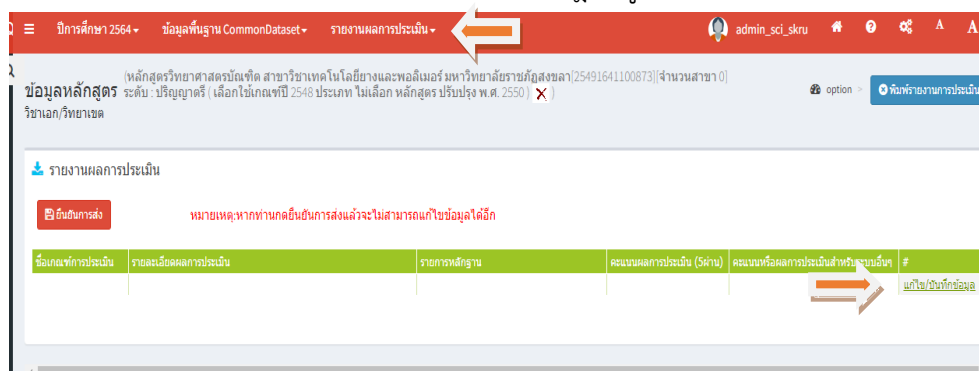 ปีการศึกษา 2564 ข้อมูลพื้นฐาน CommonDataset รายงานผลการประเมิน admin_sci_skru A A
(หลักสูตรวิทยาศาสตรบัณฑิต สาขาวิชาเทคโนโลยียางและพอลิเมอร์ มหาวิทยาลัยราชภัฏสงขลา[25491641100873][จำนวนสาขา 0]
ข้อมูลหลักสูตร ระดับ : ปริญญาตรี ( เลือกใช้เกณฑ์ปี 2548 ประเภท ไม่เลือก หลักสูตร ปรับปรุง พ.ศ. 2550 ) X ) option > พิมพ์รายงานการประเมิน
วิชาเอก/วิทยาเขต
รายงานผลการประเมิน
ยืนยันการส่ง หมายเหตุ:หากท่านกดยืนยันการส่งแล้วจะไม่สามารถแก้ไขข้อมูลได้อีก
ชื่อเกณฑ์การประเมิน รายละเอียดผลการประเมิน รายการหลักฐาน คะแนนผลการประเมิน (5ผ่าน) คะแนนหรือผลการประเมินสำหรับระบบอื่นๆ #
แก้ไข/บันทึกข้อมูล